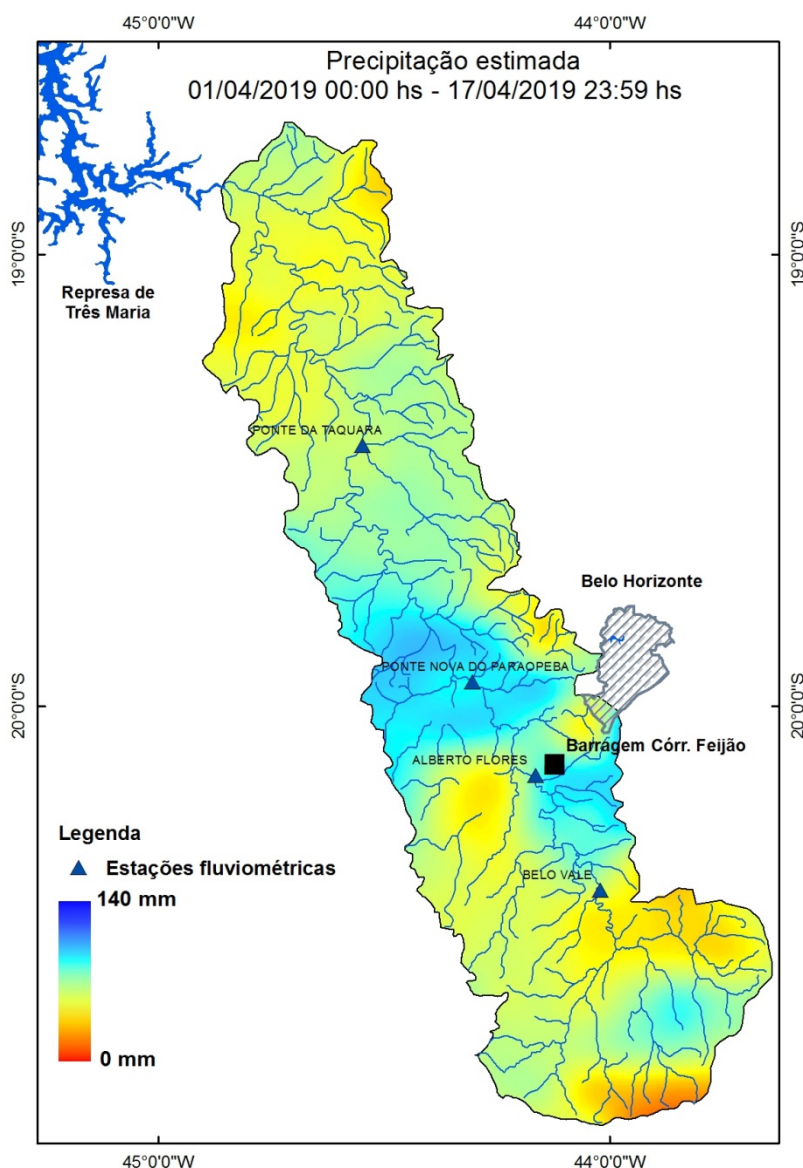 45°0'0"W
44°0'0"W
Precipitação estimada
01/04/2019 00:00 hs - 17/04/2019 23:59 hs
19°0'0"S
19°0'0"S
Represa de
Três Maria
PONTE DA TAQUARA
Belo Horizonte
PONTE NOVA DO PARAOPEBA
20°0'0"S
20°0'0"S
Barrágem Córr. Feijão
ALBERTO FLORES
Legenda
Estações fluviométricas
BELO VALE
140 mm
0 mm
45°0'0"W
44°0'0"W